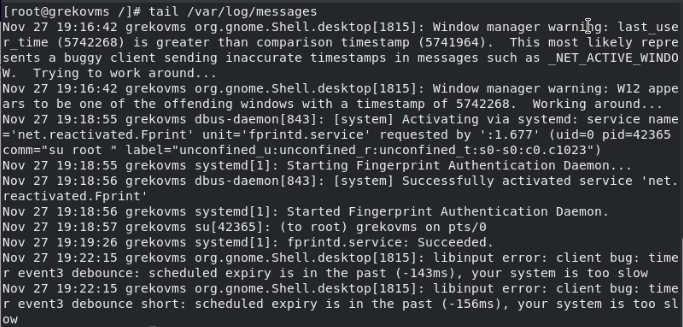 [root@grekovms /]# tail /var/log/messages
Nov 27 19:16:42 grekovms org.gnome.Shell.desktop[1815]: Window manager warning: last_use
r_time (5742268) is greater than comparison timestamp (5741964).  This most likely repre
sents a buggy client sending inaccurate timestamps in messages such as _NET_ACTIVE_WINDO
W.  Trying to work around...
Nov 27 19:16:42 grekovms org.gnome.Shell.desktop[1815]: Window manager warning: W12 appe
ars to be one of the offending windows with a timestamp of 5742268.  Working around...
Nov 27 19:18:55 grekovms dbus-daemon[843]: [system] Activating via systemd: service name
='net.reactivated.Fprint' unit='fprintd.service' requested by ':1.677' (uid=0 pid=42365
comm="su root " label="unconfined_u:unconfined_r:unconfined_t:s0-s0:c0.c1023")
Nov 27 19:18:55 grekovms systemd[1]: Starting Fingerprint Authentication Daemon...
Nov 27 19:18:56 grekovms dbus-daemon[843]: [system] Successfully activated service 'net.
reactivated.Fprint'
Nov 27 19:18:56 grekovms systemd[1]: Started Fingerprint Authentication Daemon.
Nov 27 19:18:57 grekovms su[42365]: (to root) grekovms on pts/0
Nov 27 19:19:26 grekovms systemd[1]: fprintd.service: Succeeded.
Nov 27 19:22:15 grekovms org.gnome.Shell.desktop[1815]: libinput error: client bug: time
r event3 debounce: scheduled expiry is in the past (-143ms), your system is too slow
Nov 27 19:22:15 grekovms org.gnome.Shell.desktop[1815]: libinput error: client bug: time
r event3 debounce short: scheduled expiry is in the past (-156ms), your system is too sl
ow